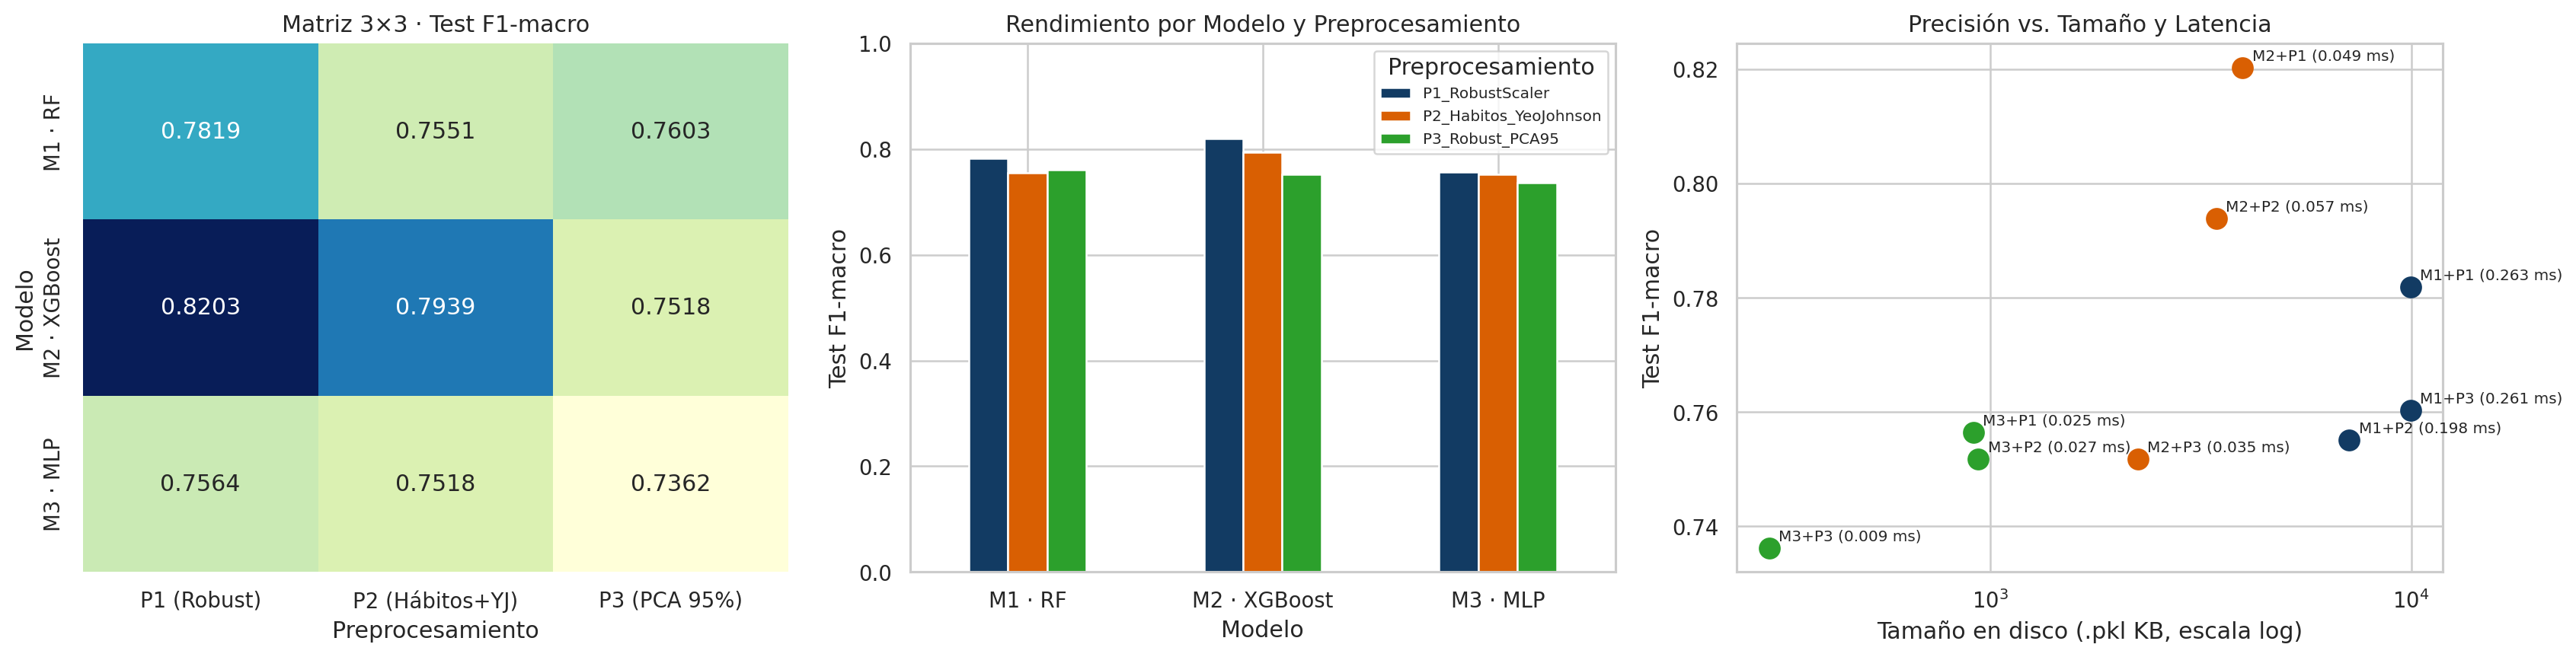 Matriz 3×3 · Test F1-macro
Modelo
M1 · RF
M2 · XGBoost
M3 · MLP
0.7819 0.7551 0.7603
0.8203 0.7939 0.7518
0.7564 0.7518 0.7362
P1 (Robust) P2 (Hábitos+YJ) P3 (PCA 95%)
Preprocesamiento
Rendimiento por Modelo y Preprocesamiento
Test F1-macro
1.0
0.8
0.6
0.4
0.2
0.0
Preprocesamiento
P1_RobustScaler
P2_Habitos_YeoJohnson
P3_Robust_PCA95
M1 · RF M2 · XGBoost M3 · MLP
Modelo
Precisión vs. Tamaño y Latencia
Test F1-macro
0.82
0.80
0.78
0.76
0.74
M2+P1 (0.049 ms)
M2+P2 (0.057 ms)
M1+P1 (0.263 ms)
M1+P3 (0.261 ms)
M3+P1 (0.025 ms)
M1+P2 (0.198 ms)
M3+P2 (0.027 ms)
M2+P3 (0.035 ms)
M3+P3 (0.009 ms)
10³ 10⁴
Tamaño en disco (.pkl KB, escala log)